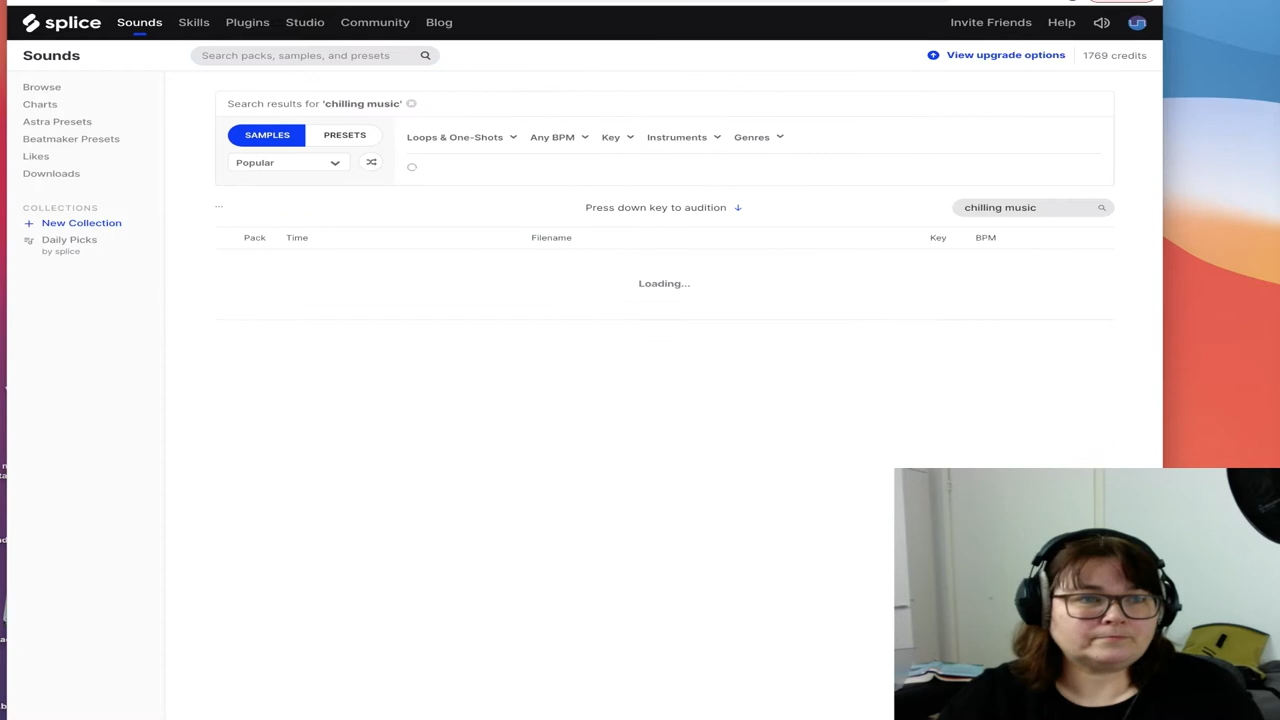 splice Sounds Skills Plugins Studio Community Blog Invite Friends Help
Sounds Search packs, samples, and presets View upgrade options 1769 credits
Browse
Charts
Astra Presets
Beatmaker Presets
Likes
Downloads
COLLECTIONS
New Collection
Daily Picks
by splice
Search results for 'chilling music'
SAMPLES PRESETS Loops & One-Shots Any BPM Key Instruments Genres
Popular
... Press down key to audition chilling music
Pack Time Filename Key BPM
Loading...